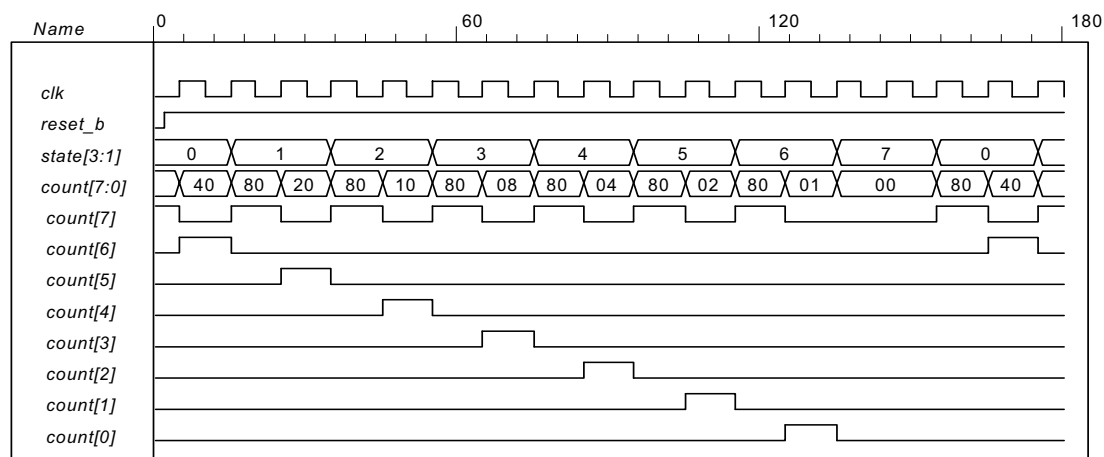 Name 0 60 120 180
clk
reset_b
state[3:1] 0 1 2 3 4 5 6 7 0
count[7:0] 40 80 20 80 10 80 08 80 04 80 02 80 01 00 80 40
count[7]
count[6]
count[5]
count[4]
count[3]
count[2]
count[1]
count[0]